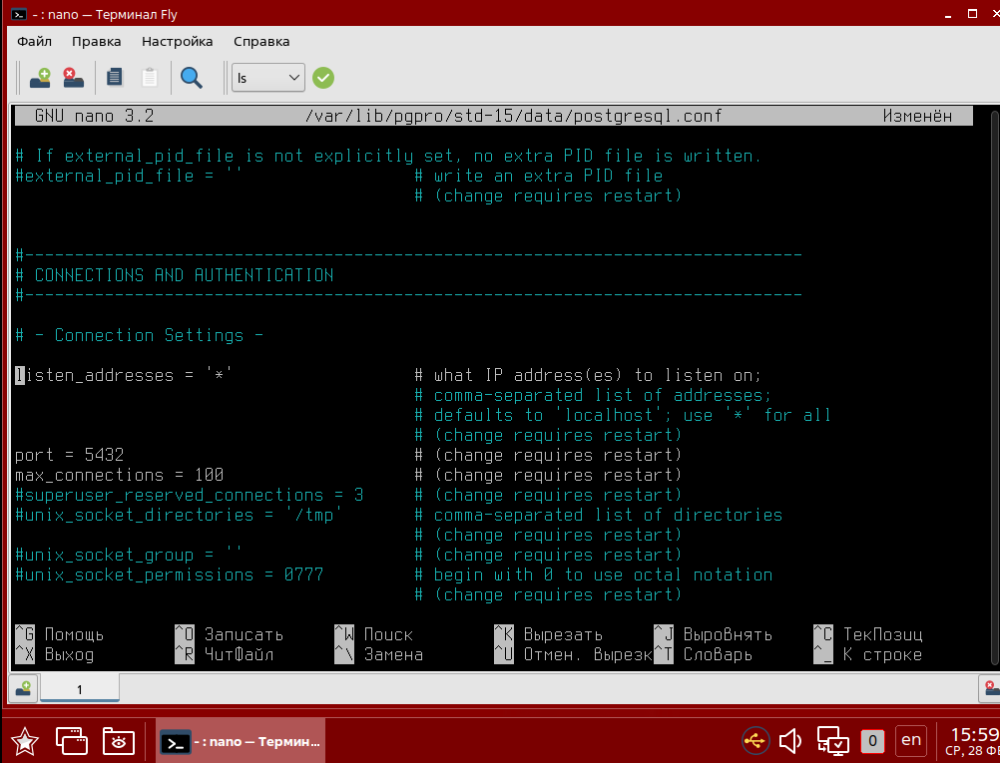 - : nano — Терминал Fly
Файл Правка Настройка Справка
ls
GNU nano 3.2 /var/lib/pgpro/std-15/data/postgresql.conf Изменён
# If external_pid_file is not explicitly set, no extra PID file is written.
#external_pid_file = '' # write an extra PID file
# (change requires restart)
#------------------------------------------------------------------------------
# CONNECTIONS AND AUTHENTICATION
#------------------------------------------------------------------------------
# - Connection Settings -
listen_addresses = '*' # what IP address(es) to listen on;
# comma-separated list of addresses;
# defaults to 'localhost'; use '*' for all
# (change requires restart)
port = 5432 # (change requires restart)
max_connections = 100 # (change requires restart)
#superuser_reserved_connections = 3 # (change requires restart)
#unix_socket_directories = '/tmp' # comma-separated list of directories
# (change requires restart)
#unix_socket_group = '' # (change requires restart)
#unix_socket_permissions = 0777 # begin with 0 to use octal notation
# (change requires restart)
^G Помощь ^O Записать ^W Поиск ^K Вырезать ^J Выровнять ^C ТекПозиц
^X Выход ^R ЧитФайл ^\ Замена ^U Отмен. Вырезк ^T Словарь ^_ К строке
1
- : nano — Термин...
0
en
15:59
СР, 28 ФЕ